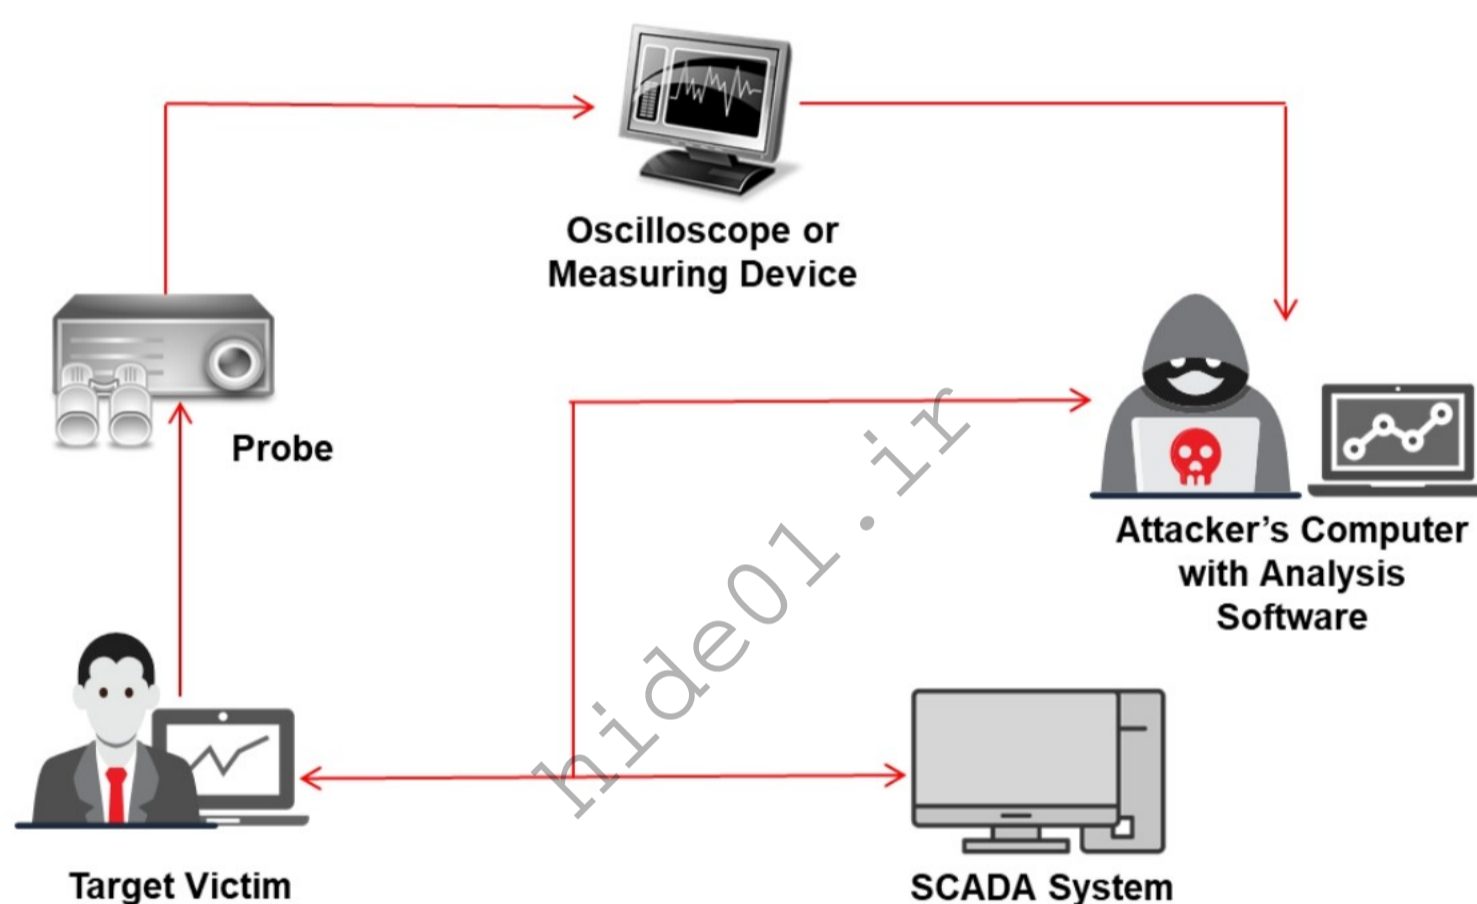 Oscilloscope or
Measuring Device
Probe
Attacker's Computer
with Analysis
Software
hide01.ir
Target Victim
SCADA System